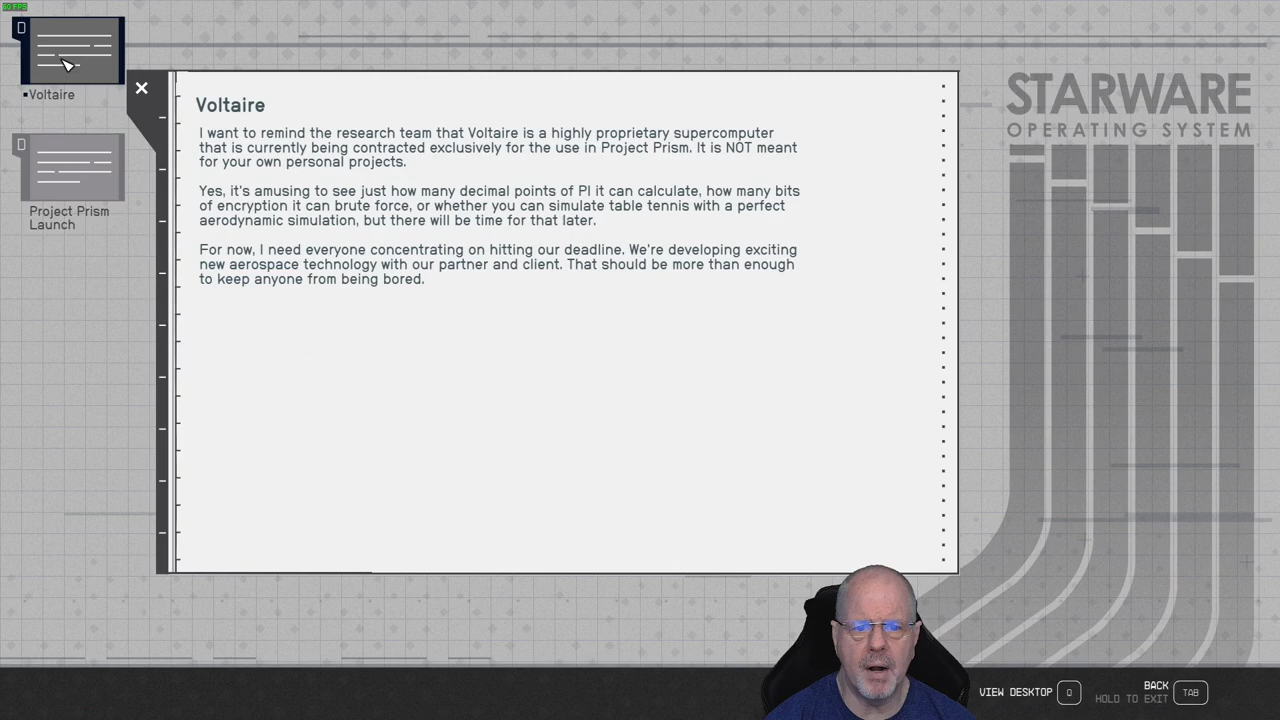 60 FPS
Voltaire
Project Prism
Launch
Voltaire
I want to remind the research team that Voltaire is a highly proprietary supercomputer
that is currently being contracted exclusively for the use in Project Prism. It is NOT meant
for your own personal projects.
Yes, it's amusing to see just how many decimal points of PI it can calculate, how many bits
of encryption it can brute force, or whether you can simulate table tennis with a perfect
aerodynamic simulation, but there will be time for that later.
For now, I need everyone concentrating on hitting our deadline. We're developing exciting
new aerospace technology with our partner and client. That should be more than enough
to keep anyone from being bored.
STARWARE
OPERATING SYSTEM
VIEW DESKTOP Q
BACK
HOLD TO EXIT TAB